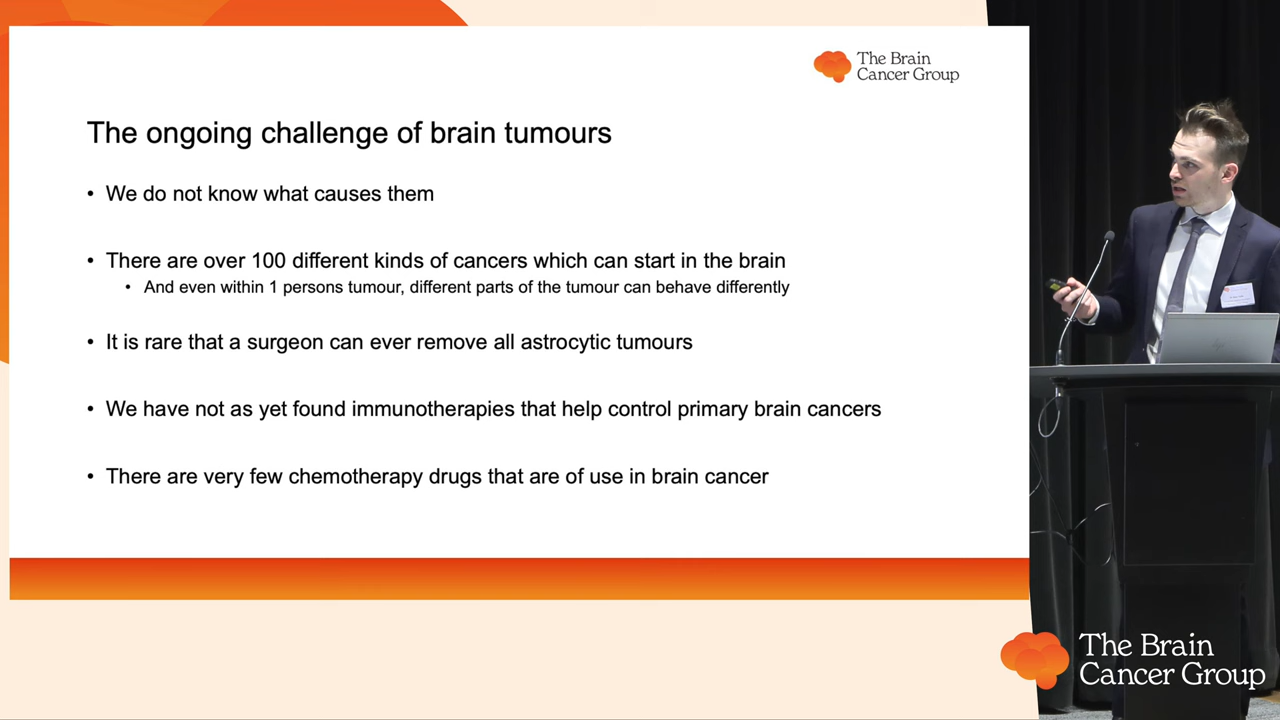 The Brain
Cancer Group
The ongoing challenge of brain tumours
• We do not know what causes them
• There are over 100 different kinds of cancers which can start in the brain
• And even within 1 persons tumour, different parts of the tumour can behave differently
• It is rare that a surgeon can ever remove all astrocytic tumours
• We have not as yet found immunotherapies that help control primary brain cancers
• There are very few chemotherapy drugs that are of use in brain cancer
The Brain
Cancer Group